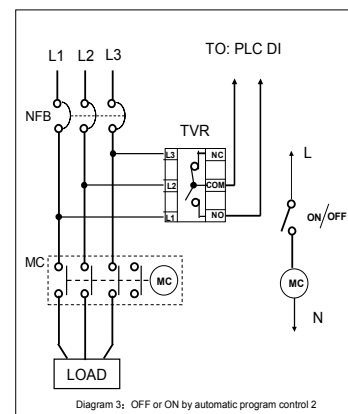 L1 L2 L3
TO: PLC DI
NFB
TVR
L3 NC
L2 COM
L1 NO
L
ON/OFF
MC
MC
MC
N
LOAD
Diagram 3: OFF or ON by automatic program control 2